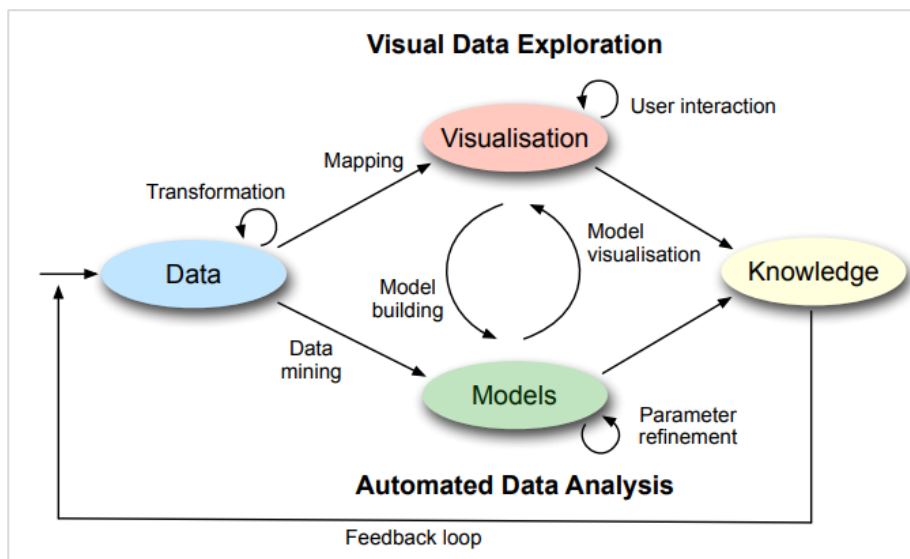 Visual Data Exploration
User interaction
Visualisation
Mapping
Transformation
Model
visualisation
Data
Knowledge
Model
building
Data
mining
Models
Parameter
refinement
Automated Data Analysis
Feedback loop